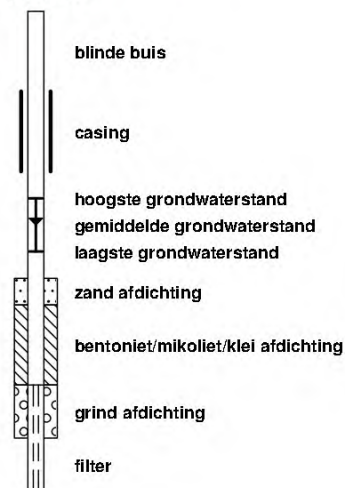 blinde buis
casing
hoogste grondwaterstand
gemiddelde grondwaterstand
laagste grondwaterstand
zand afdichting
bentoniet/mikoliet/klei afdichting
grind afdichting
filter